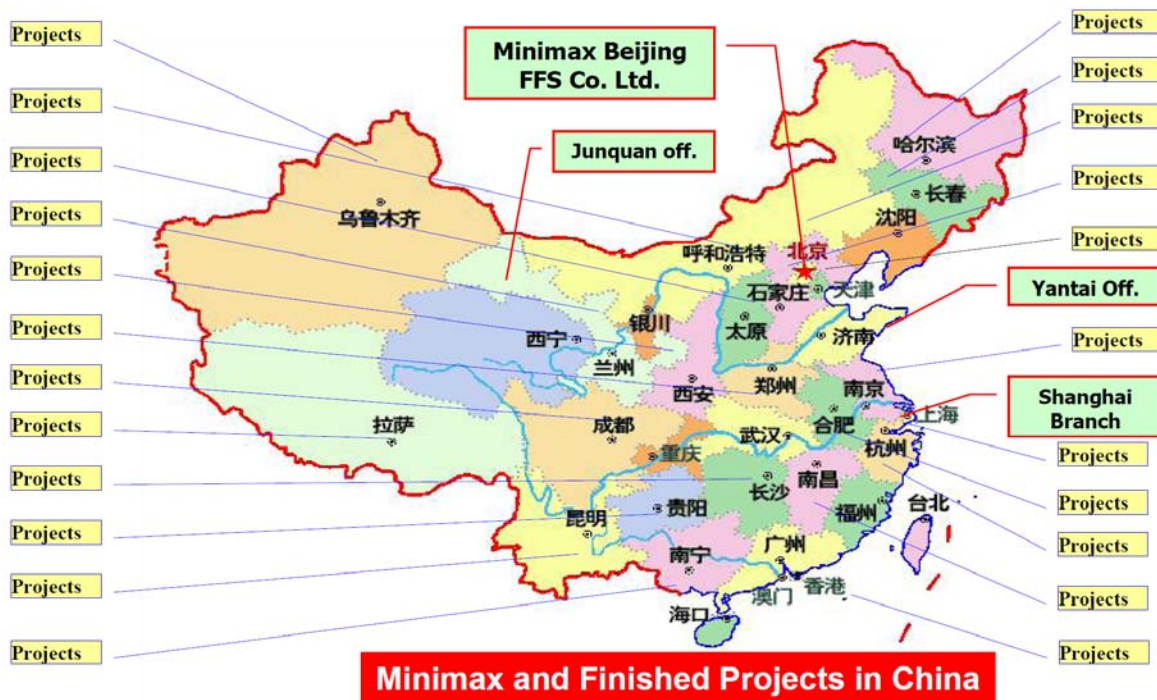 Projects
Projects
Projects
Projects
Projects
Projects
Projects
Projects
Projects
Projects
Projects
Projects
Minimax Beijing
FFS Co. Ltd.
Junquan off.
哈尔滨
长春
乌鲁木齐
沈阳
呼和浩特
北京
天津
石家庄
银川
太原
济南
西宁
兰州
西安
郑州
南京
合肥
上海
拉萨
成都
武汉
杭州
重庆
长沙
南昌
贵阳
福州
台北
昆明
南宁
广州
澳门
香港
海口
Projects
Projects
Projects
Projects
Projects
Yantai Off.
Projects
Shanghai
Branch
Projects
Projects
Projects
Projects
Projects
Minimax and Finished Projects in China